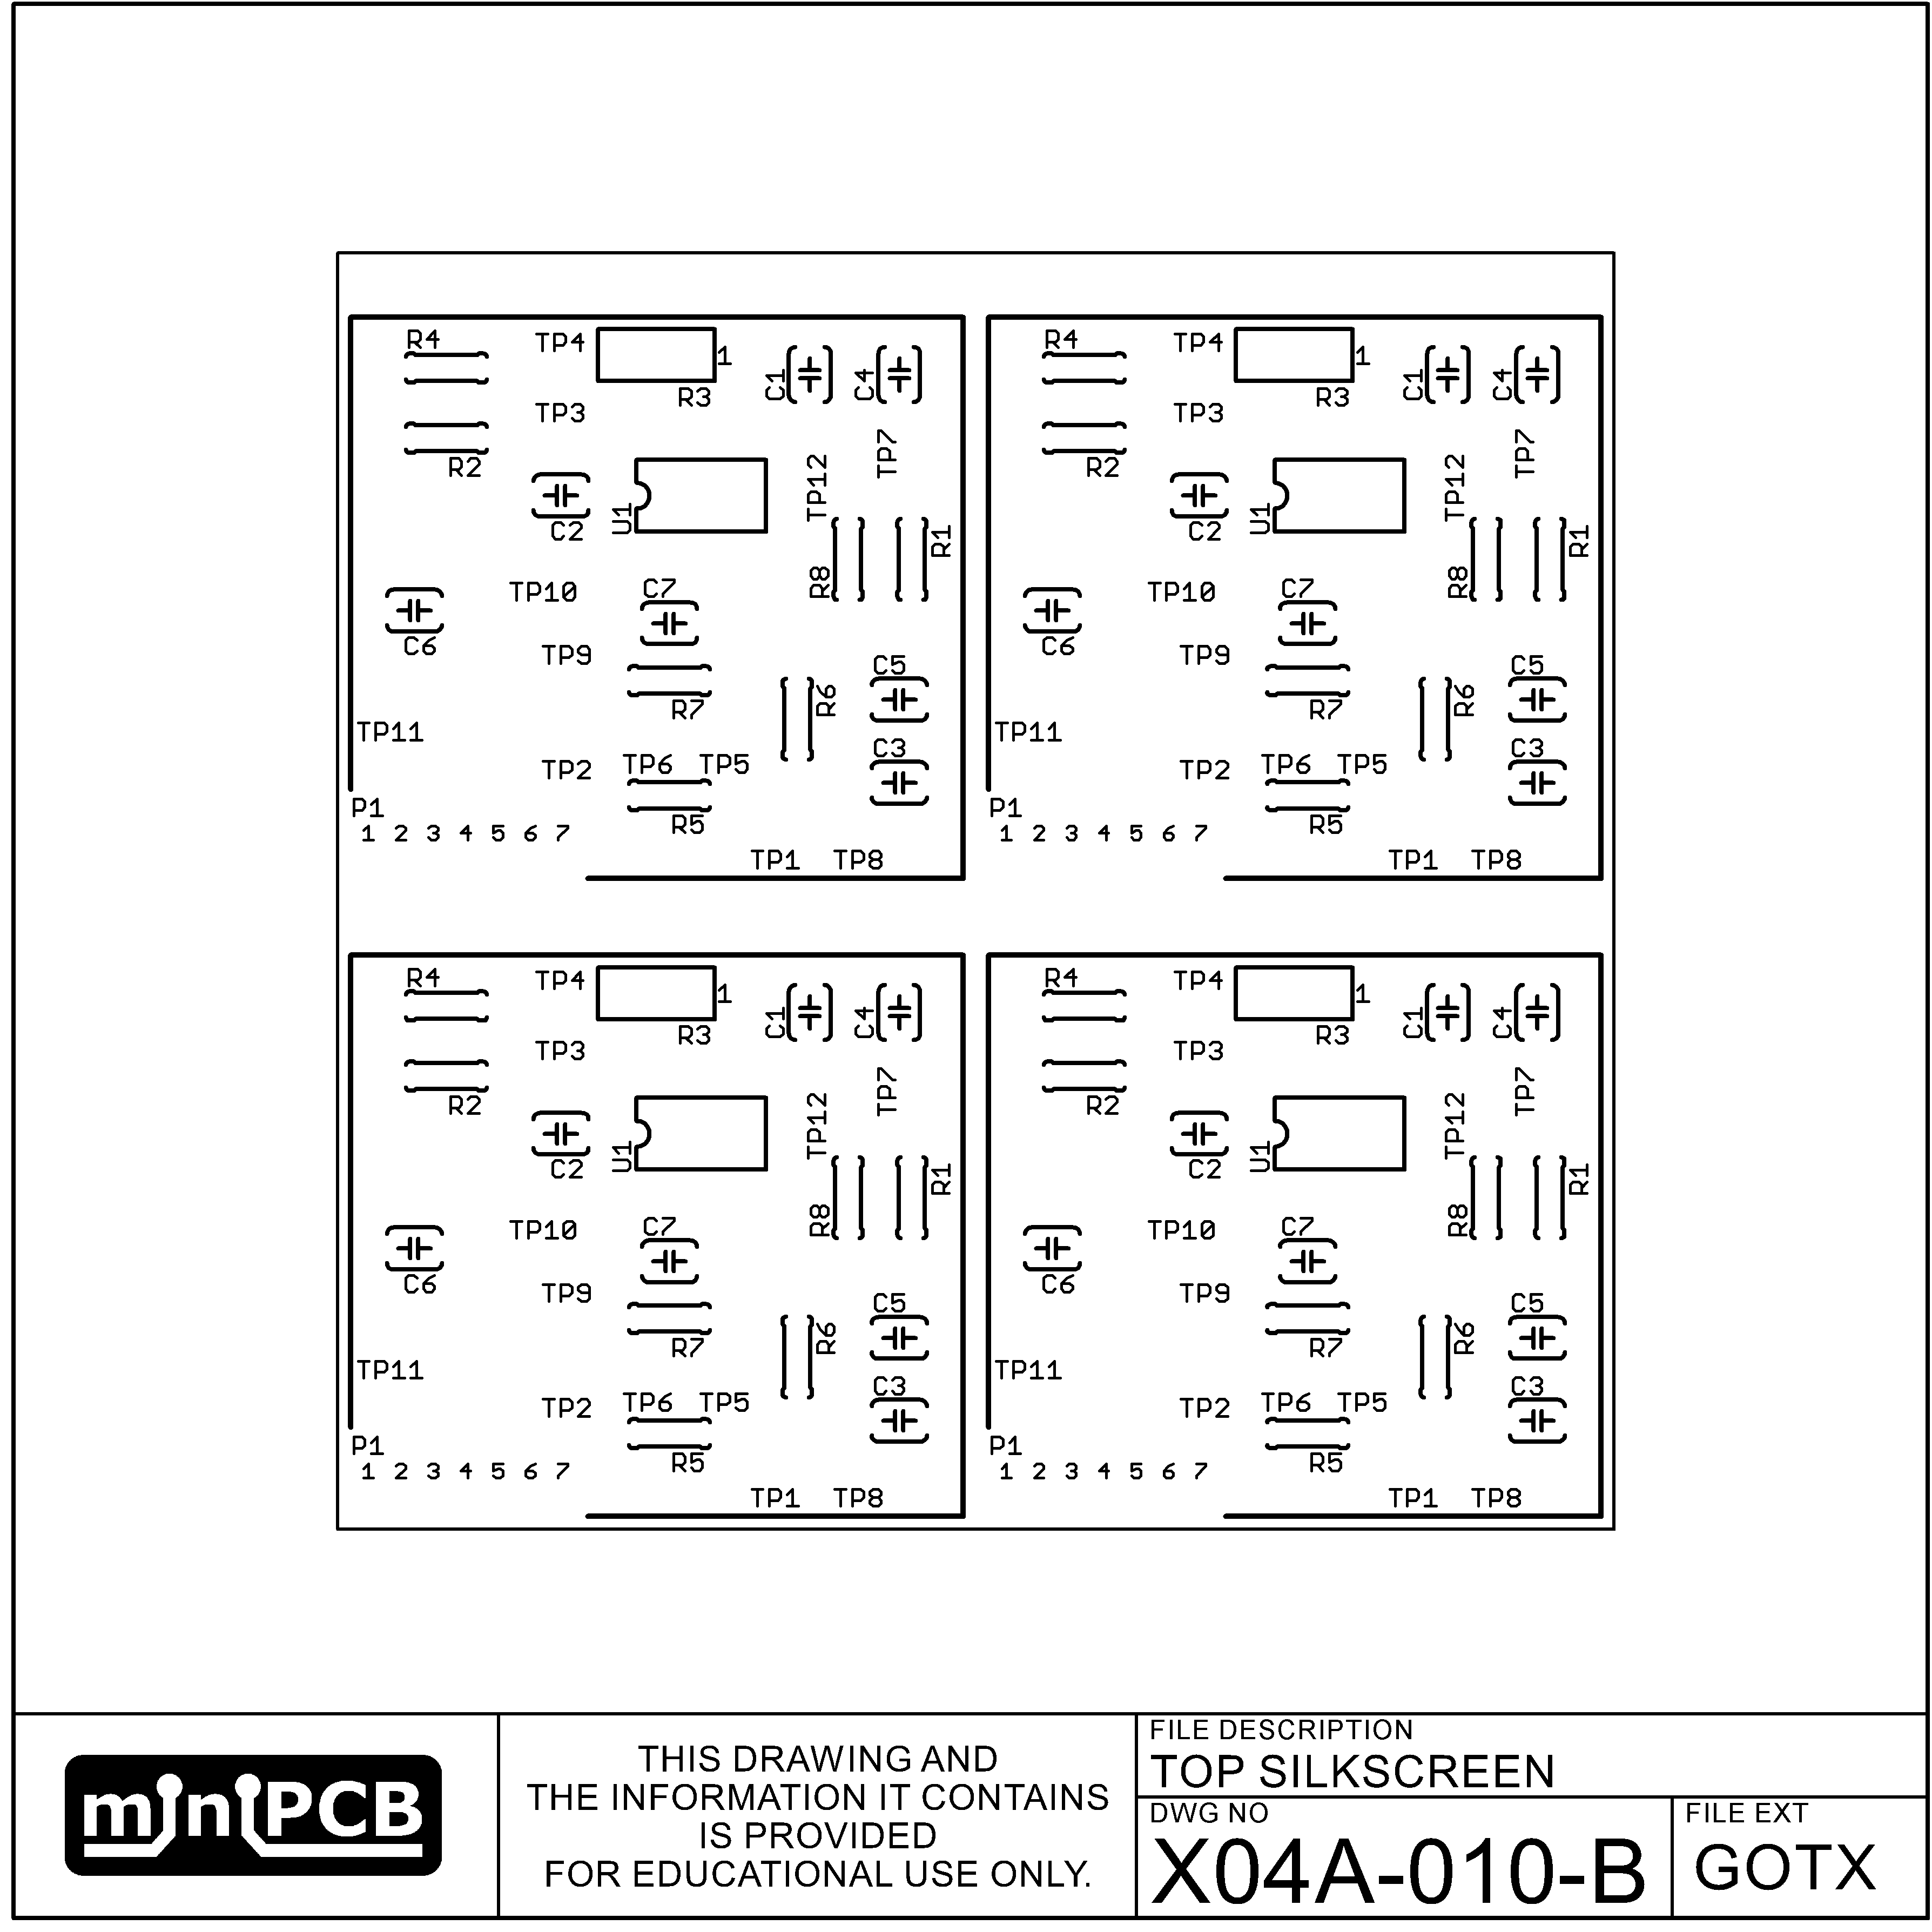 R4 TP4 1 C1 C4
R3
TP3
R2 TP12 TP7
C2 U1 R1
TP10 C7 R8
C6 TP9 C5
R7 R6
TP11 C3
TP2 TP6 TP5
P1 R5
1 2 3 4 5 6 7
TP1 TP8
R4 TP4 1 C1 C4
R3
TP3
R2 TP12 TP7
C2 U1 R1
TP10 C7 R8
C6 TP9 C5
R7 R6
TP11 C3
TP2 TP6 TP5
P1 R5
1 2 3 4 5 6 7
TP1 TP8
R4 TP4 1 C1 C4
R3
TP3
R2 TP12 TP7
C2 U1 R1
TP10 C7 R8
C6 TP9 C5
R7 R6
TP11 C3
TP2 TP6 TP5
P1 R5
1 2 3 4 5 6 7
TP1 TP8
R4 TP4 1 C1 C4
R3
TP3
R2 TP12 TP7
C2 U1 R1
TP10 C7 R8
C6 TP9 C5
R7 R6
TP11 C3
TP2 TP6 TP5
P1 R5
1 2 3 4 5 6 7
TP1 TP8
miniPCB
THIS DRAWING AND
THE INFORMATION IT CONTAINS
IS PROVIDED
FOR EDUCATIONAL USE ONLY.
FILE DESCRIPTION
TOP SILKSCREEN
DWG NO
X04A-010-B
FILE EXT
GOTX